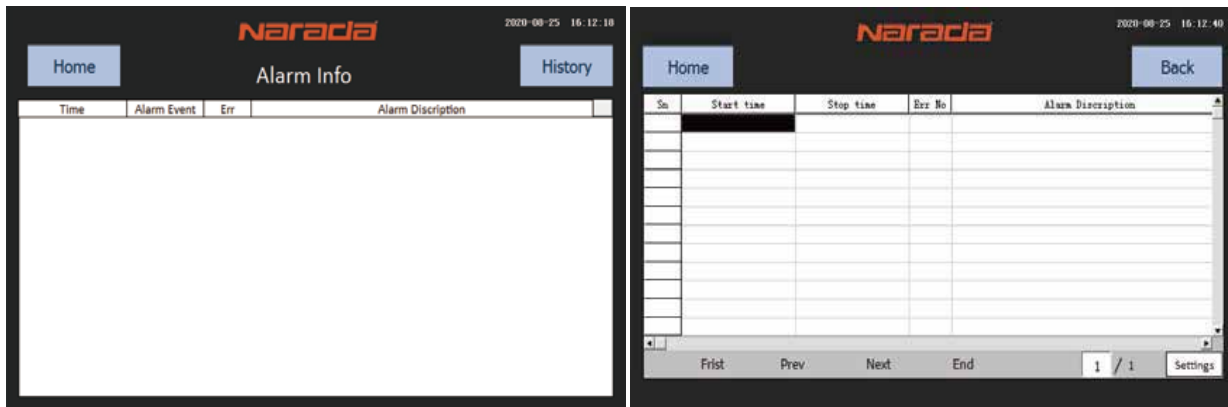 Narada
2020-08-25 16:12:18
Home
Alarm Info
History
Time Alarm Event Err Alarm Discription
Narada
2020-08-25 16:12:40
Home
Back
Sn Start time Stop time Err No Alarm Discription
Frist Prev Next End 1 / 1 Settings